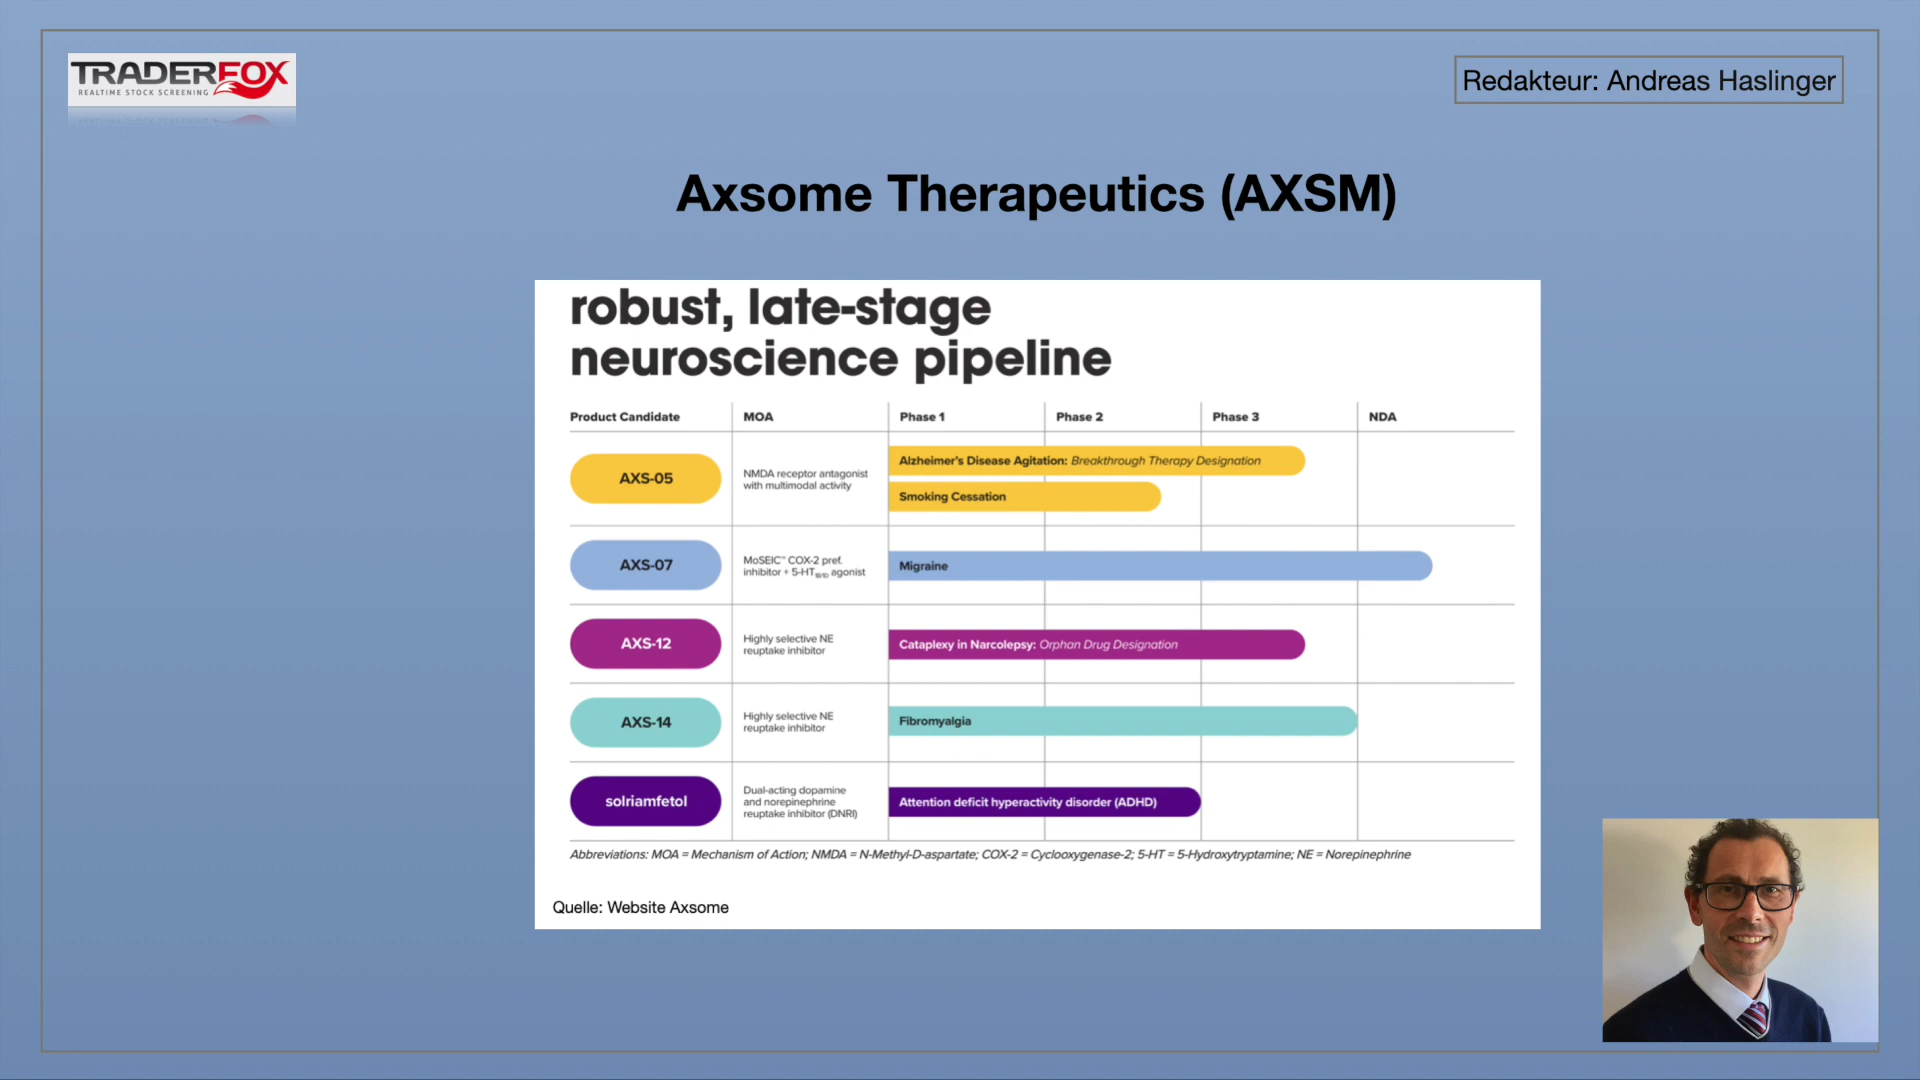 TRADERFOX
REALTIME STOCK SCREENING
Redakteur: Andreas Haslinger
Axsome Therapeutics (AXSM)
robust, late-stage
neuroscience pipeline
Product Candidate
MOA
Phase 1
Phase 2
Phase 3
NDA
AXS-05
NMDA receptor antagonist
with multimodal activity
Alzheimer's Disease Agitation: Breakthrough Therapy Designation
Smoking Cessation
AXS-07
MoSEIC™ COX-2 pref.
inhibitor + 5-HT1B/1D agonist
Migraine
AXS-12
Highly selective NE
reuptake inhibitor
Cataplexy in Narcolepsy: Orphan Drug Designation
AXS-14
Highly selective NE
reuptake inhibitor
Fibromyalgia
solriamfetol
Dual-acting dopamine
and norepinephrine
reuptake inhibitor (DNRI)
Attention deficit hyperactivity disorder (ADHD)
Abbreviations: MOA = Mechanism of Action; NMDA = N-Methyl-D-aspartate; COX-2 = Cyclooxygenase-2; 5-HT = 5-Hydroxytryptamine; NE = Norepinephrine
Quelle: Website Axsome